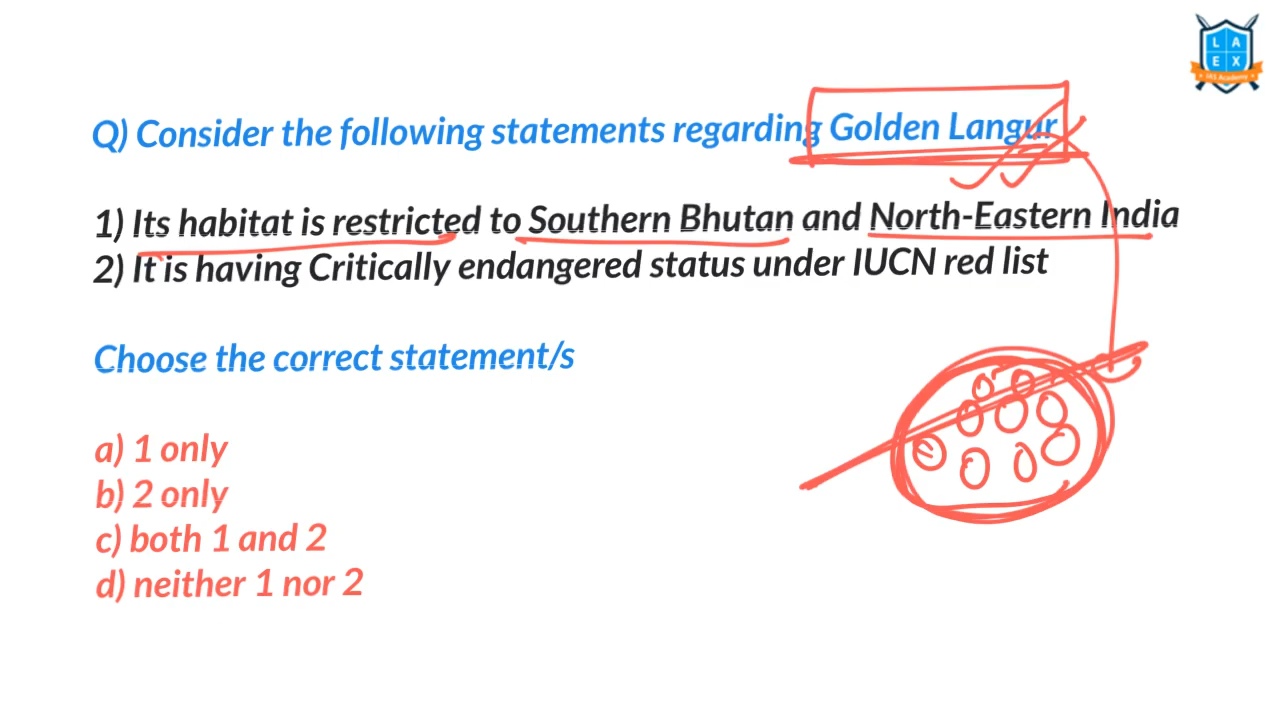 L A
E X
IAS Academy
Q) Consider the following statements regarding Golden Langur
1) Its habitat is restricted to Southern Bhutan and North-Eastern India
2) It is having Critically endangered status under IUCN red list
Choose the correct statement/s
a) 1 only
b) 2 only
c) both 1 and 2
d) neither 1 nor 2